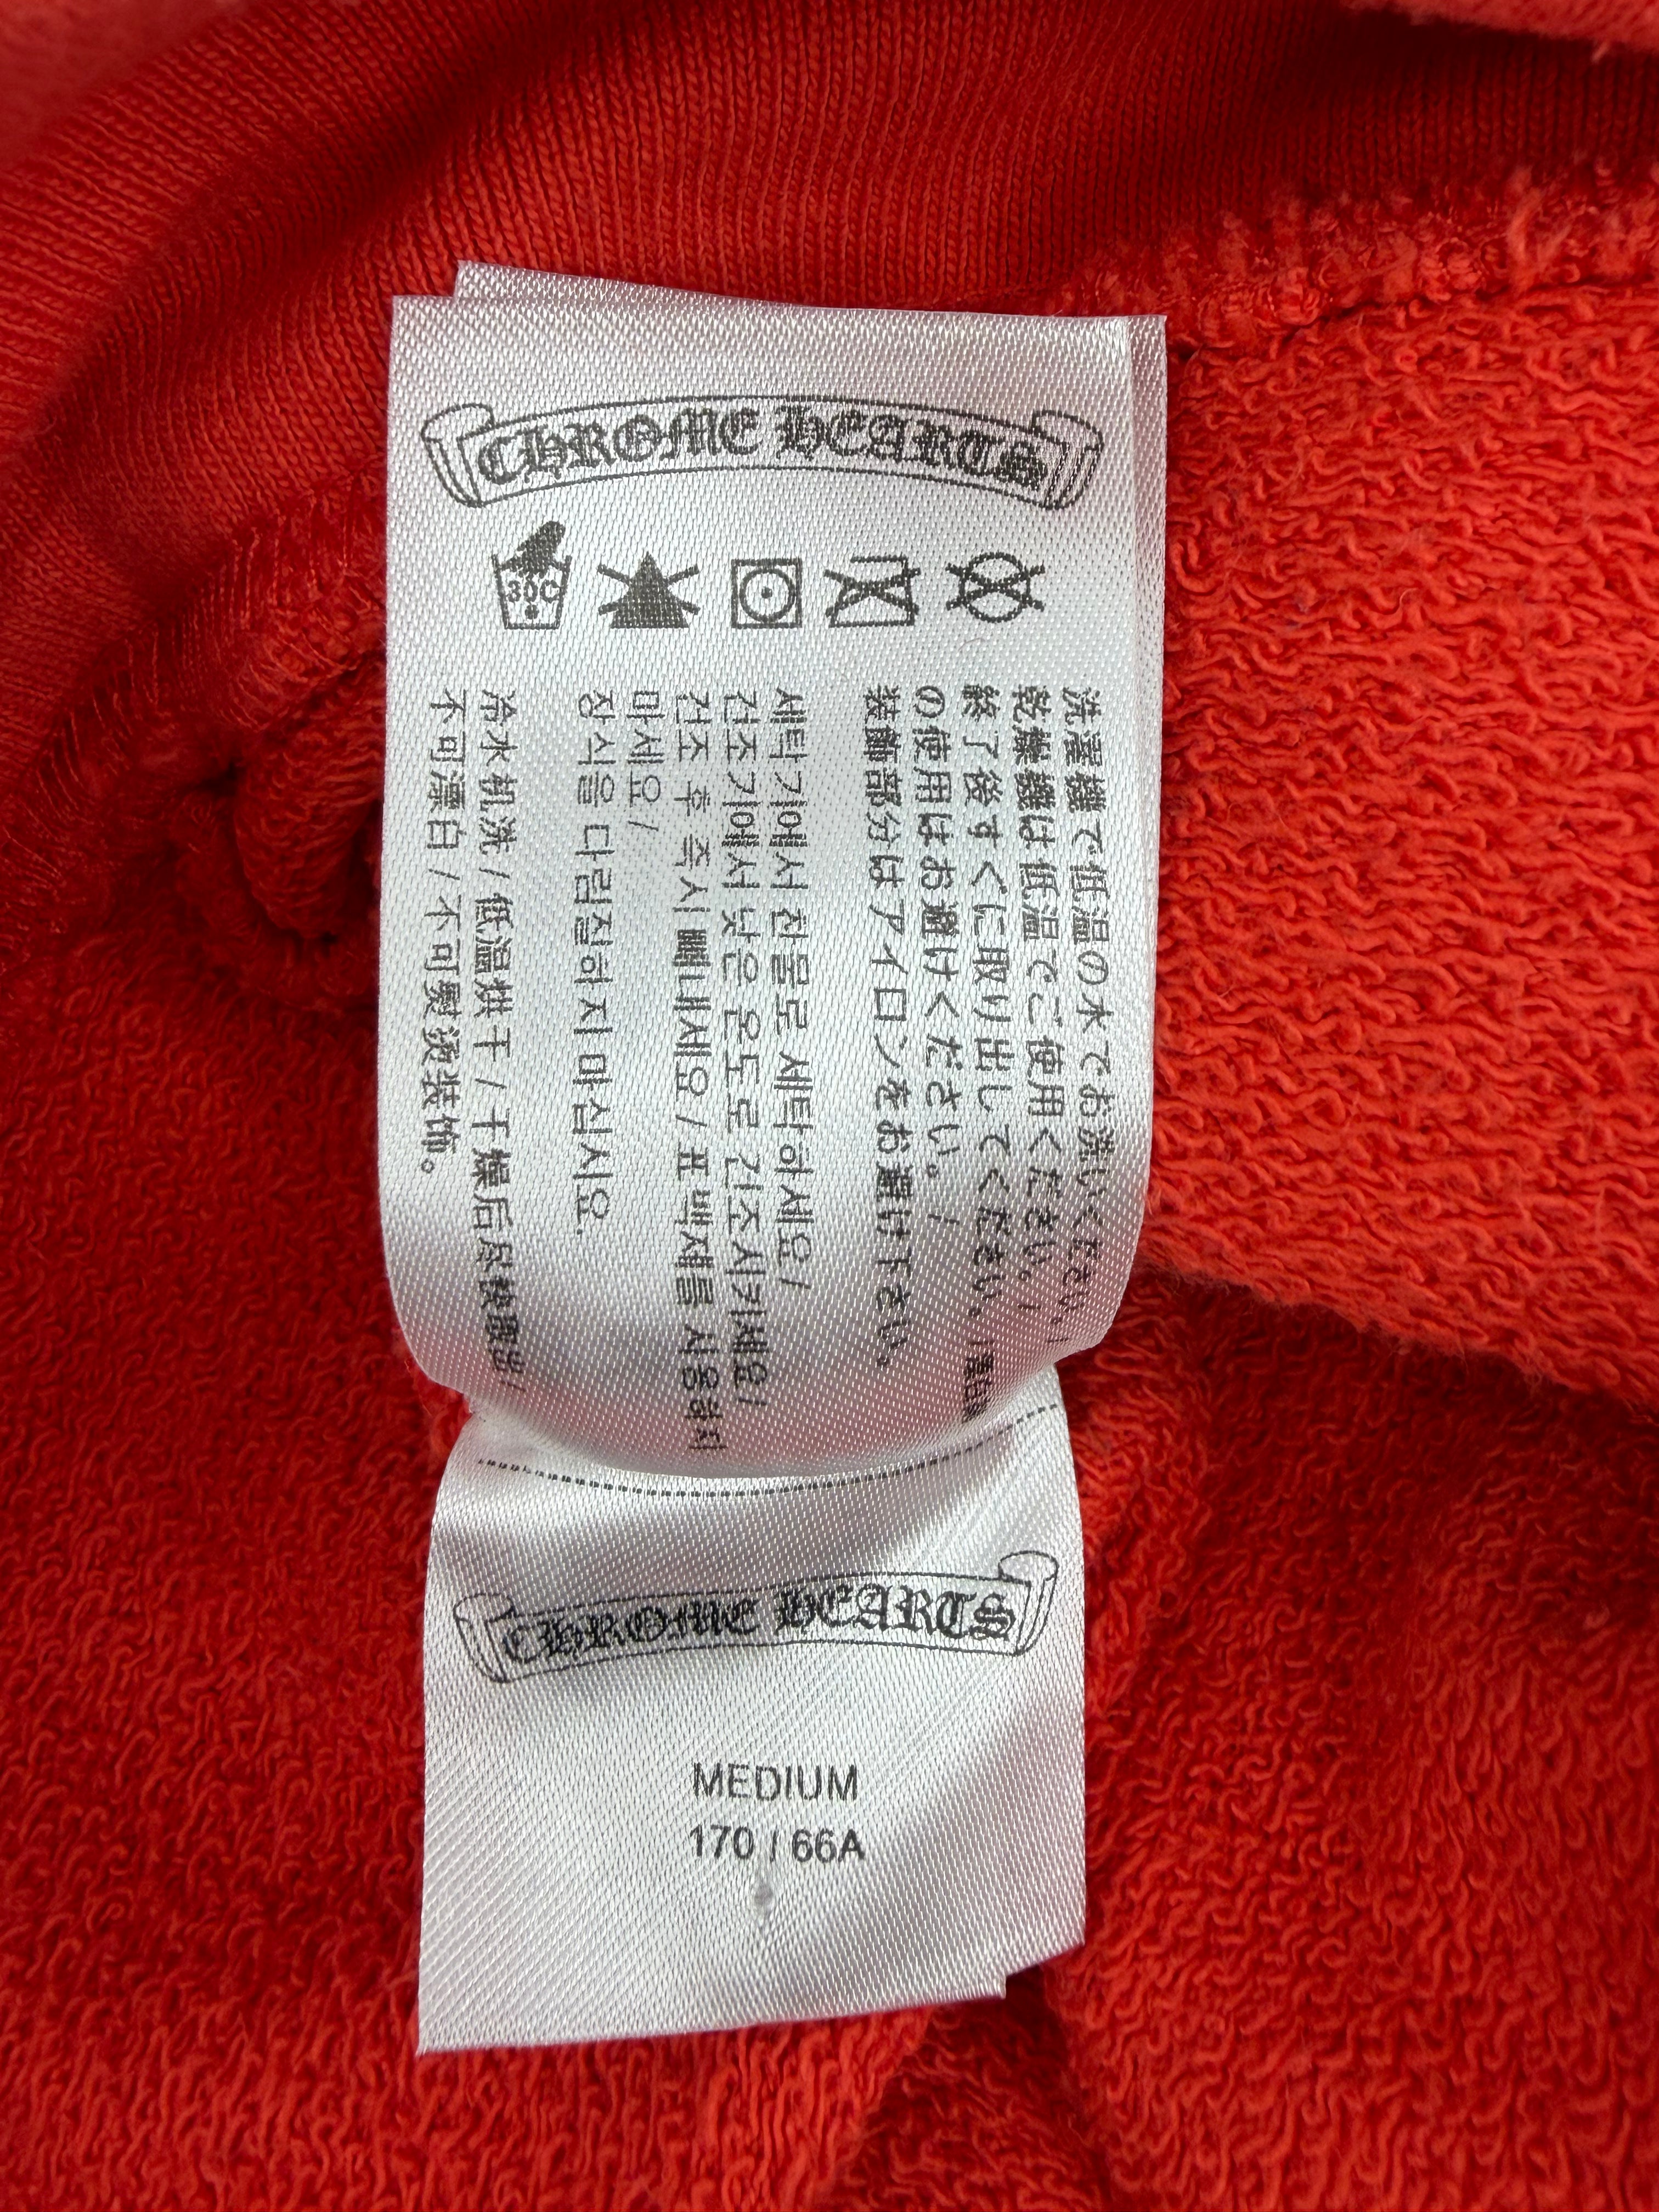 CHROME HEARTS
30C
洗濯機で低温の水でお洗いください。/
乾燥機は低温でご使用ください。/
終了後すぐに取り出してください。/ 漂白剤
の使用はお避けください。/
装飾部分はアイロンをお避け下さい。
세탁기에서 찬물로 세탁하세요 /
건조기에서 낮은 온도로 건조시키세요/
건조 후 즉시 빼내세요 / 표백제를 사용하지
마세요 /
장식을 다림질하지 마십시요.
冷水机洗 / 低温烘干 / 干燥后尽快取出 /
不可漂白 / 不可熨烫装饰。
CHROME HEARTS
MEDIUM
170 / 66A